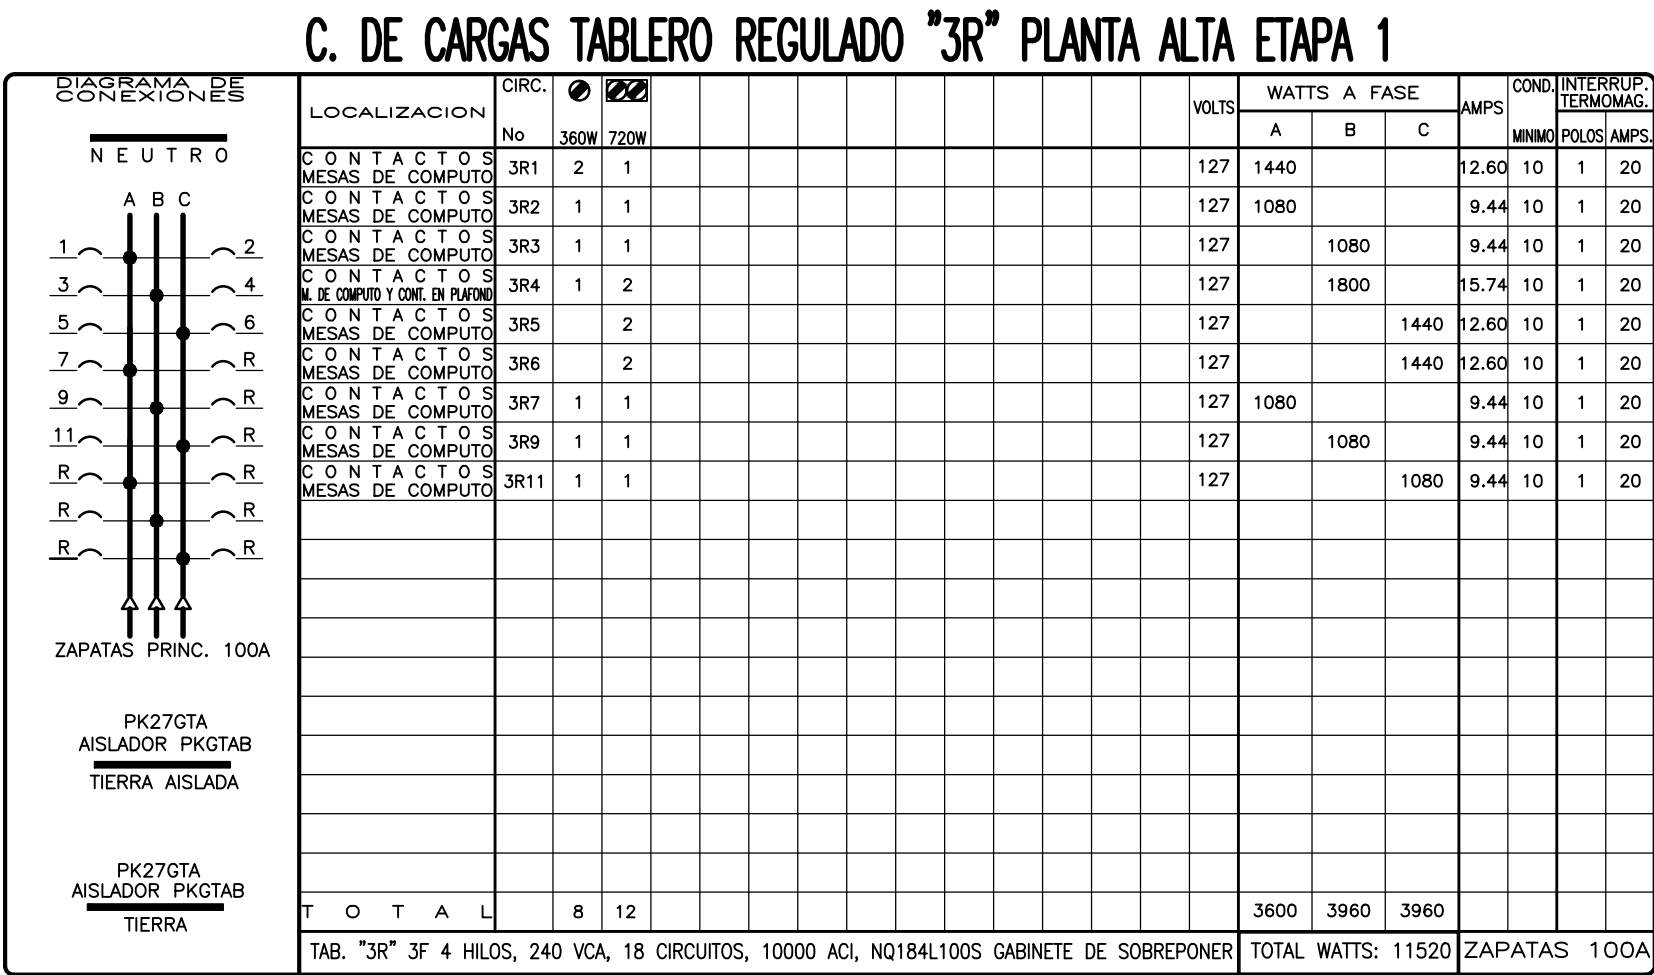 C. DE CARGAS TABLERO REGULADO "3R" PLANTA ALTA ETAPA 1
DIAGRAMA DE
CONEXIONES
NEUTRO
A B C
1 2
3 4
5 6
7 R
9 R
11 R
R R
R R
R R
ZAPATAS PRINC. 100A
PK27GTA
AISLADOR PKGTAB
TIERRA AISLADA
PK27GTA
AISLADOR PKGTAB
TIERRA
LOCALIZACION CIRC. No 360W 720W VOLTS WATTS A FASE A B C AMPS COND. MINIMO INTERRUP. TERMOMAG. POLOS AMPS.
CONTACTOS
MESAS DE COMPUTO 3R1 2 1 127 1440 12.60 10 1 20
CONTACTOS
MESAS DE COMPUTO 3R2 1 1 127 1080 9.44 10 1 20
CONTACTOS
MESAS DE COMPUTO 3R3 1 1 127 1080 9.44 10 1 20
CONTACTOS
M. DE COMPUTO Y CONT. EN PLAFOND 3R4 1 2 127 1800 15.74 10 1 20
CONTACTOS
MESAS DE COMPUTO 3R5 2 127 1440 12.60 10 1 20
CONTACTOS
MESAS DE COMPUTO 3R6 2 127 1440 12.60 10 1 20
CONTACTOS
MESAS DE COMPUTO 3R7 1 1 127 1080 9.44 10 1 20
CONTACTOS
MESAS DE COMPUTO 3R9 1 1 127 1080 9.44 10 1 20
CONTACTOS
MESAS DE COMPUTO 3R11 1 1 127 1080 9.44 10 1 20
TOTAL 8 12 3600 3960 3960
TAB. "3R" 3F 4 HILOS, 240 VCA, 18 CIRCUITOS, 10000 ACI, NQ184L100S GABINETE DE SOBREPONER TOTAL WATTS: 11520 ZAPATAS 100A